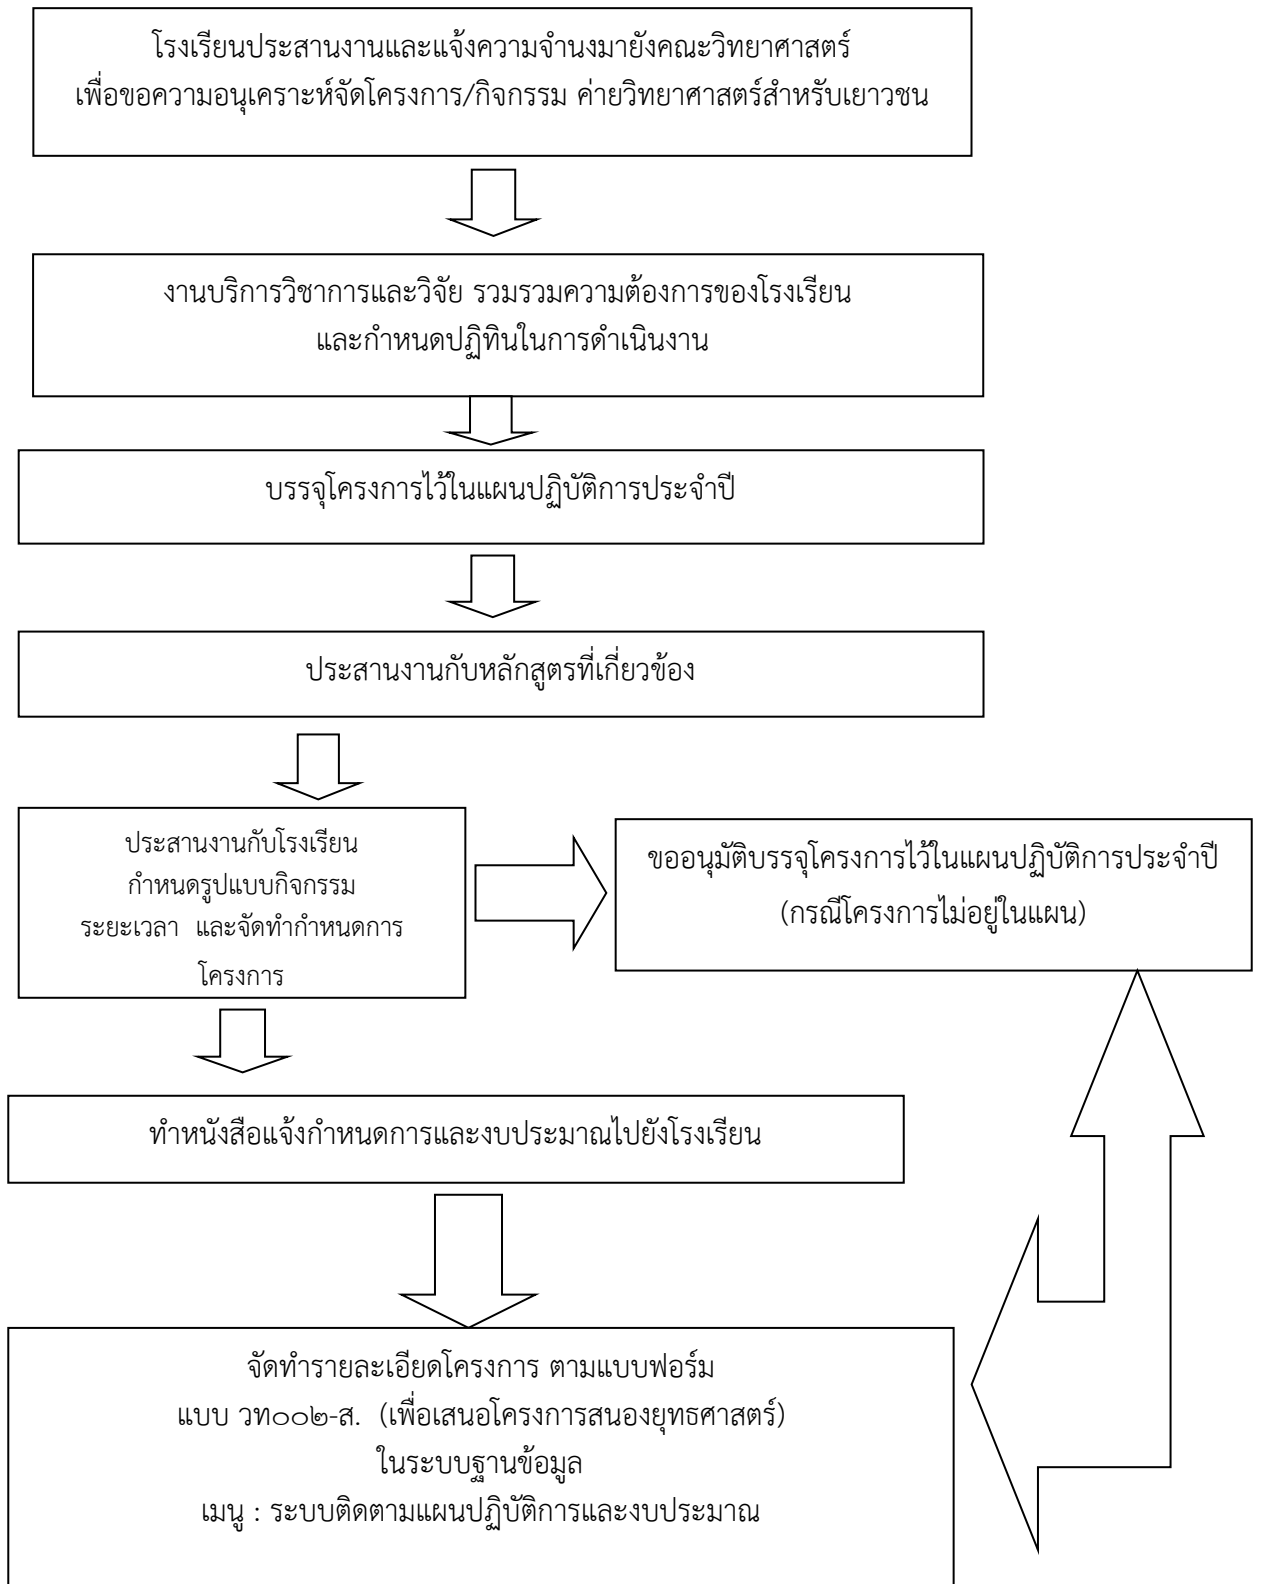 โรงเรียนประสานงานและแจ้งความจำนงมายังคณะวิทยาศาสตร์
เพื่อขอความอนุเคราะห์จัดโครงการ/กิจกรรม ค่ายวิทยาศาสตร์สำหรับเยาวชน
งานบริการวิชาการและวิจัย รวมรวมความต้องการของโรงเรียน
และกำหนดปฏิทินในการดำเนินงาน
บรรจุโครงการไว้ในแผนปฏิบัติการประจำปี
ประสานงานกับหลักสูตรที่เกี่ยวข้อง
ประสานงานกับโรงเรียน
กำหนดรูปแบบกิจกรรม
ระยะเวลา และจัดทำกำหนดการ
โครงการ
ขออนุมัติบรรจุโครงการไว้ในแผนปฏิบัติการประจำปี
(กรณีโครงการไม่อยู่ในแผน)
ทำหนังสือแจ้งกำหนดการและงบประมาณไปยังโรงเรียน
จัดทำรายละเอียดโครงการ ตามแบบฟอร์ม
แบบ วท๐๐๒-ส. (เพื่อเสนอโครงการสนองยุทธศาสตร์)
ในระบบฐานข้อมูล
เมนู : ระบบติดตามแผนปฏิบัติการและงบประมาณ